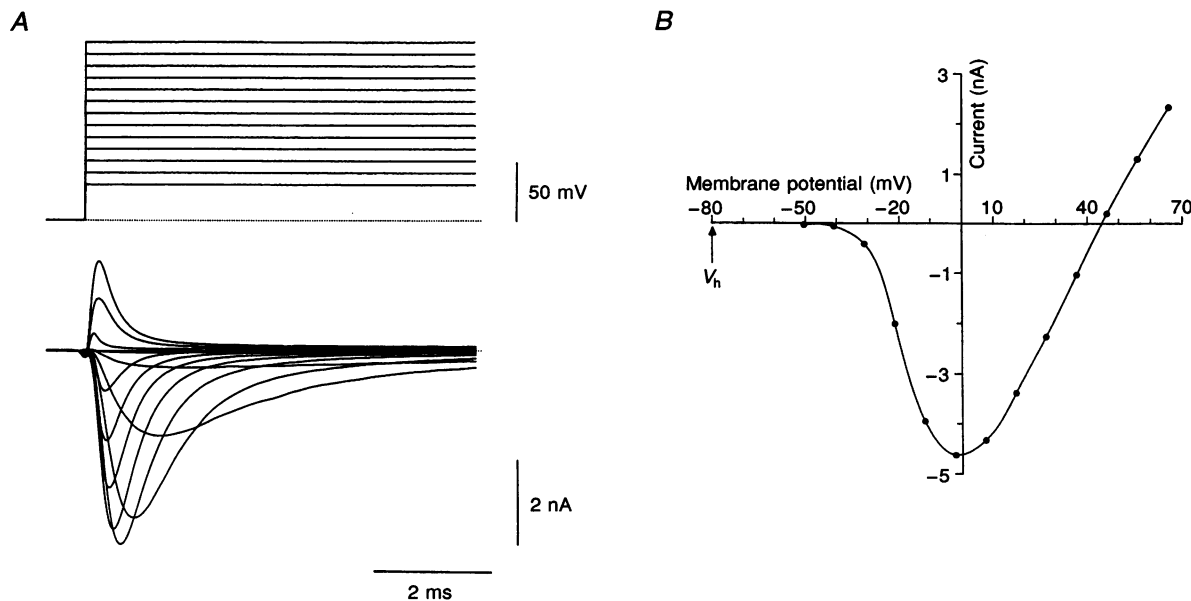 A
50 mV
2 nA
2 ms
B
Current (nA)
3
1
Membrane potential (mV)
−80 −50 −20 10 40 70
Vh
−1
−3
−5